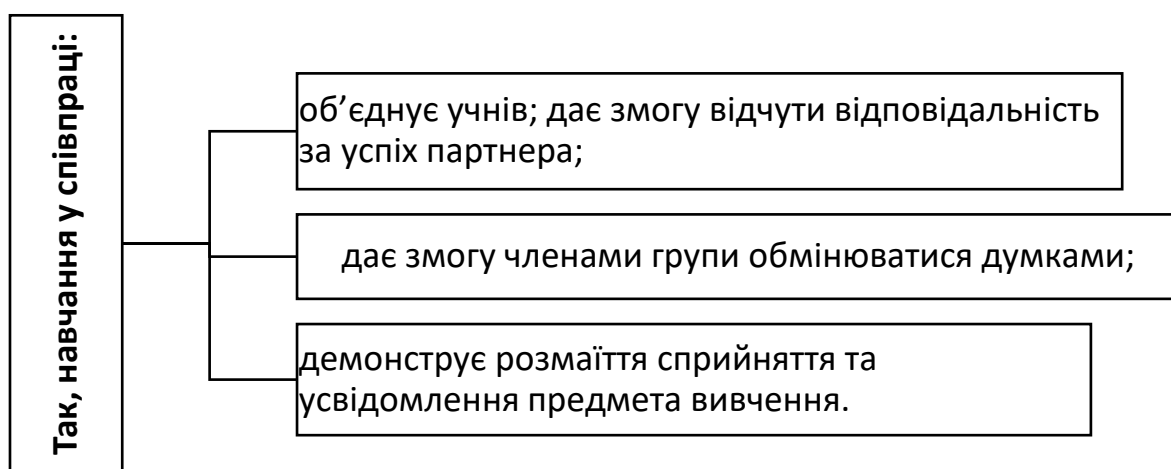 Так, навчання у співпраці:
об’єднує учнів; дає змогу відчути відповідальність
за успіх партнера;
дає змогу членами групи обмінюватися думками;
демонструє розмаїття сприйняття та
усвідомлення предмета вивчення.